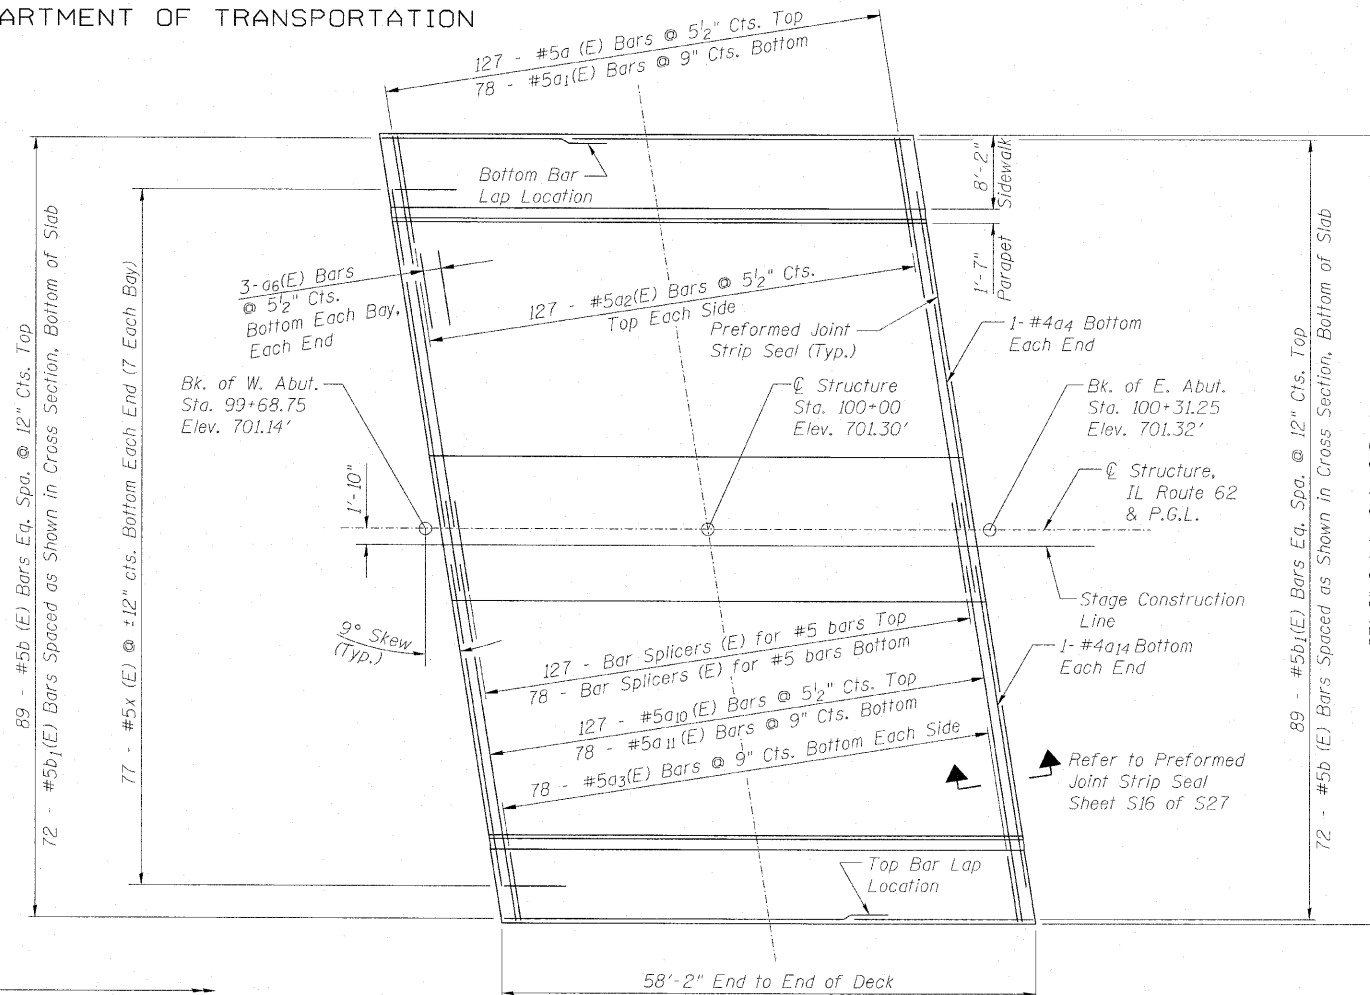 ARTMENT OF TRANSPORTATION
127 - #5a (E) Bars @ 5½" Cts. Top
78 - #5a1(E) Bars @ 9" Cts. Bottom
Bottom Bar
Lap Location
8'-2"
Sidewalk
1'-7"
Parapet
3-a6(E) Bars
@ 5½" Cts.
Bottom Each Bay,
Each End
127 - #5a2(E) Bars @ 5½" Cts.
Top Each Side
Preformed Joint
Strip Seal (Typ.)
1- #4a4 Bottom
Each End
Bk. of W. Abut.
Sta. 99+68.75
Elev. 701.14'
℄ Structure
Sta. 100+00
Elev. 701.30'
Bk. of E. Abut.
Sta. 100+31.25
Elev. 701.32'
1'-10"
℄ Structure,
IL Route 62
& P.G.L.
9° Skew
(Typ.)
Stage Construction
Line
127 - Bar Splicers (E) for #5 bars Top
78 - Bar Splicers (E) for #5 bars Bottom
1- #4a14 Bottom
Each End
127 - #5a10(E) Bars @ 5½" Cts. Top
78 - #5a11(E) Bars @ 9" Cts. Bottom
78 - #5a3(E) Bars @ 9" Cts. Bottom Each Side
Refer to Preformed
Joint Strip Seal
Sheet S16 of S27
Top Bar Lap
Location
58'-2" End to End of Deck
89 - #5b (E) Bars Eq. Spa. @ 12" Cts. Top
72 - #5b1(E) Bars Spaced as Shown in Cross Section, Bottom of Slab
77 - #5x (E) @ ±12" cts. Bottom Each End (7 Each Bay)
89 - #5b1(E) Bars Eq. Spa. @ 12" Cts. Top
72 - #5b (E) Bars Spaced as Shown in Cross Section, Bottom of Slab